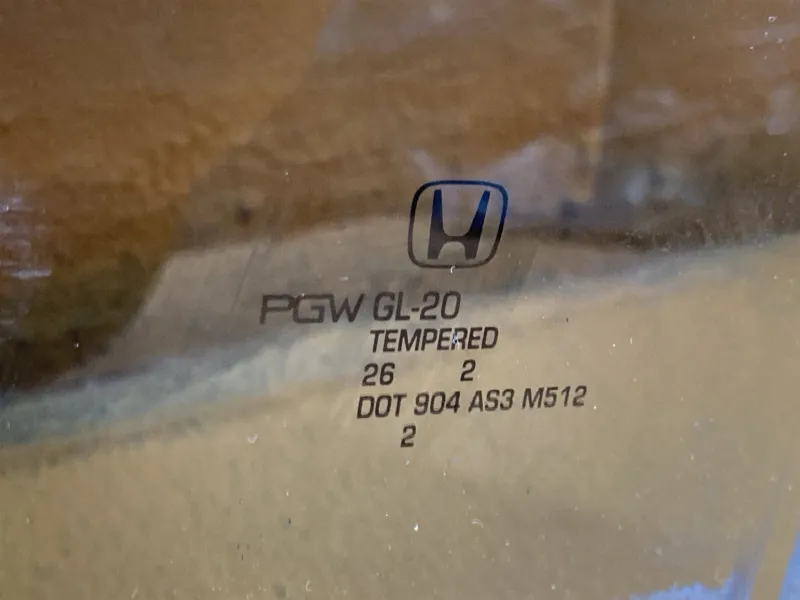 PGW GL-20
TEMPERED
26 2
DOT 904 AS3 M512
2